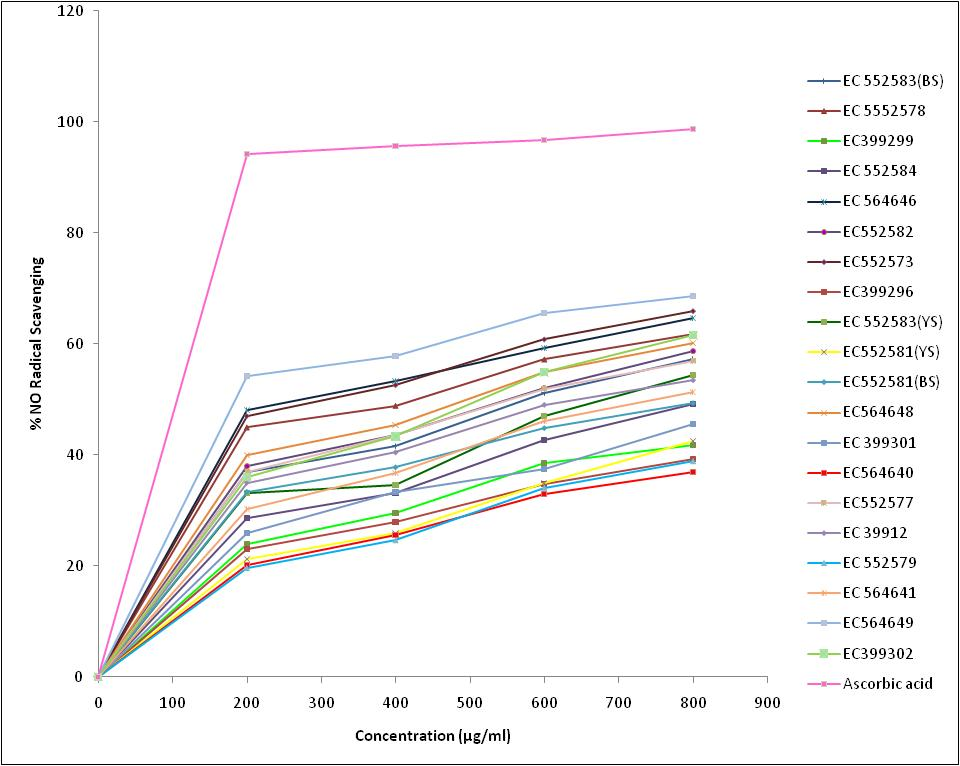 120
100
80
60
40
20
0
% NO Radical Scavenging
0 100 200 300 400 500 600 700 800 900
Concentration (µg/ml)
EC 552583(BS)
EC 5552578
EC399299
EC 552584
EC 564646
EC552582
EC552573
EC399296
EC 552583(YS)
EC552581(YS)
EC552581(BS)
EC564648
EC 399301
EC564640
EC552577
EC 39912
EC 552579
EC 564641
EC564649
EC399302
Ascorbic acid